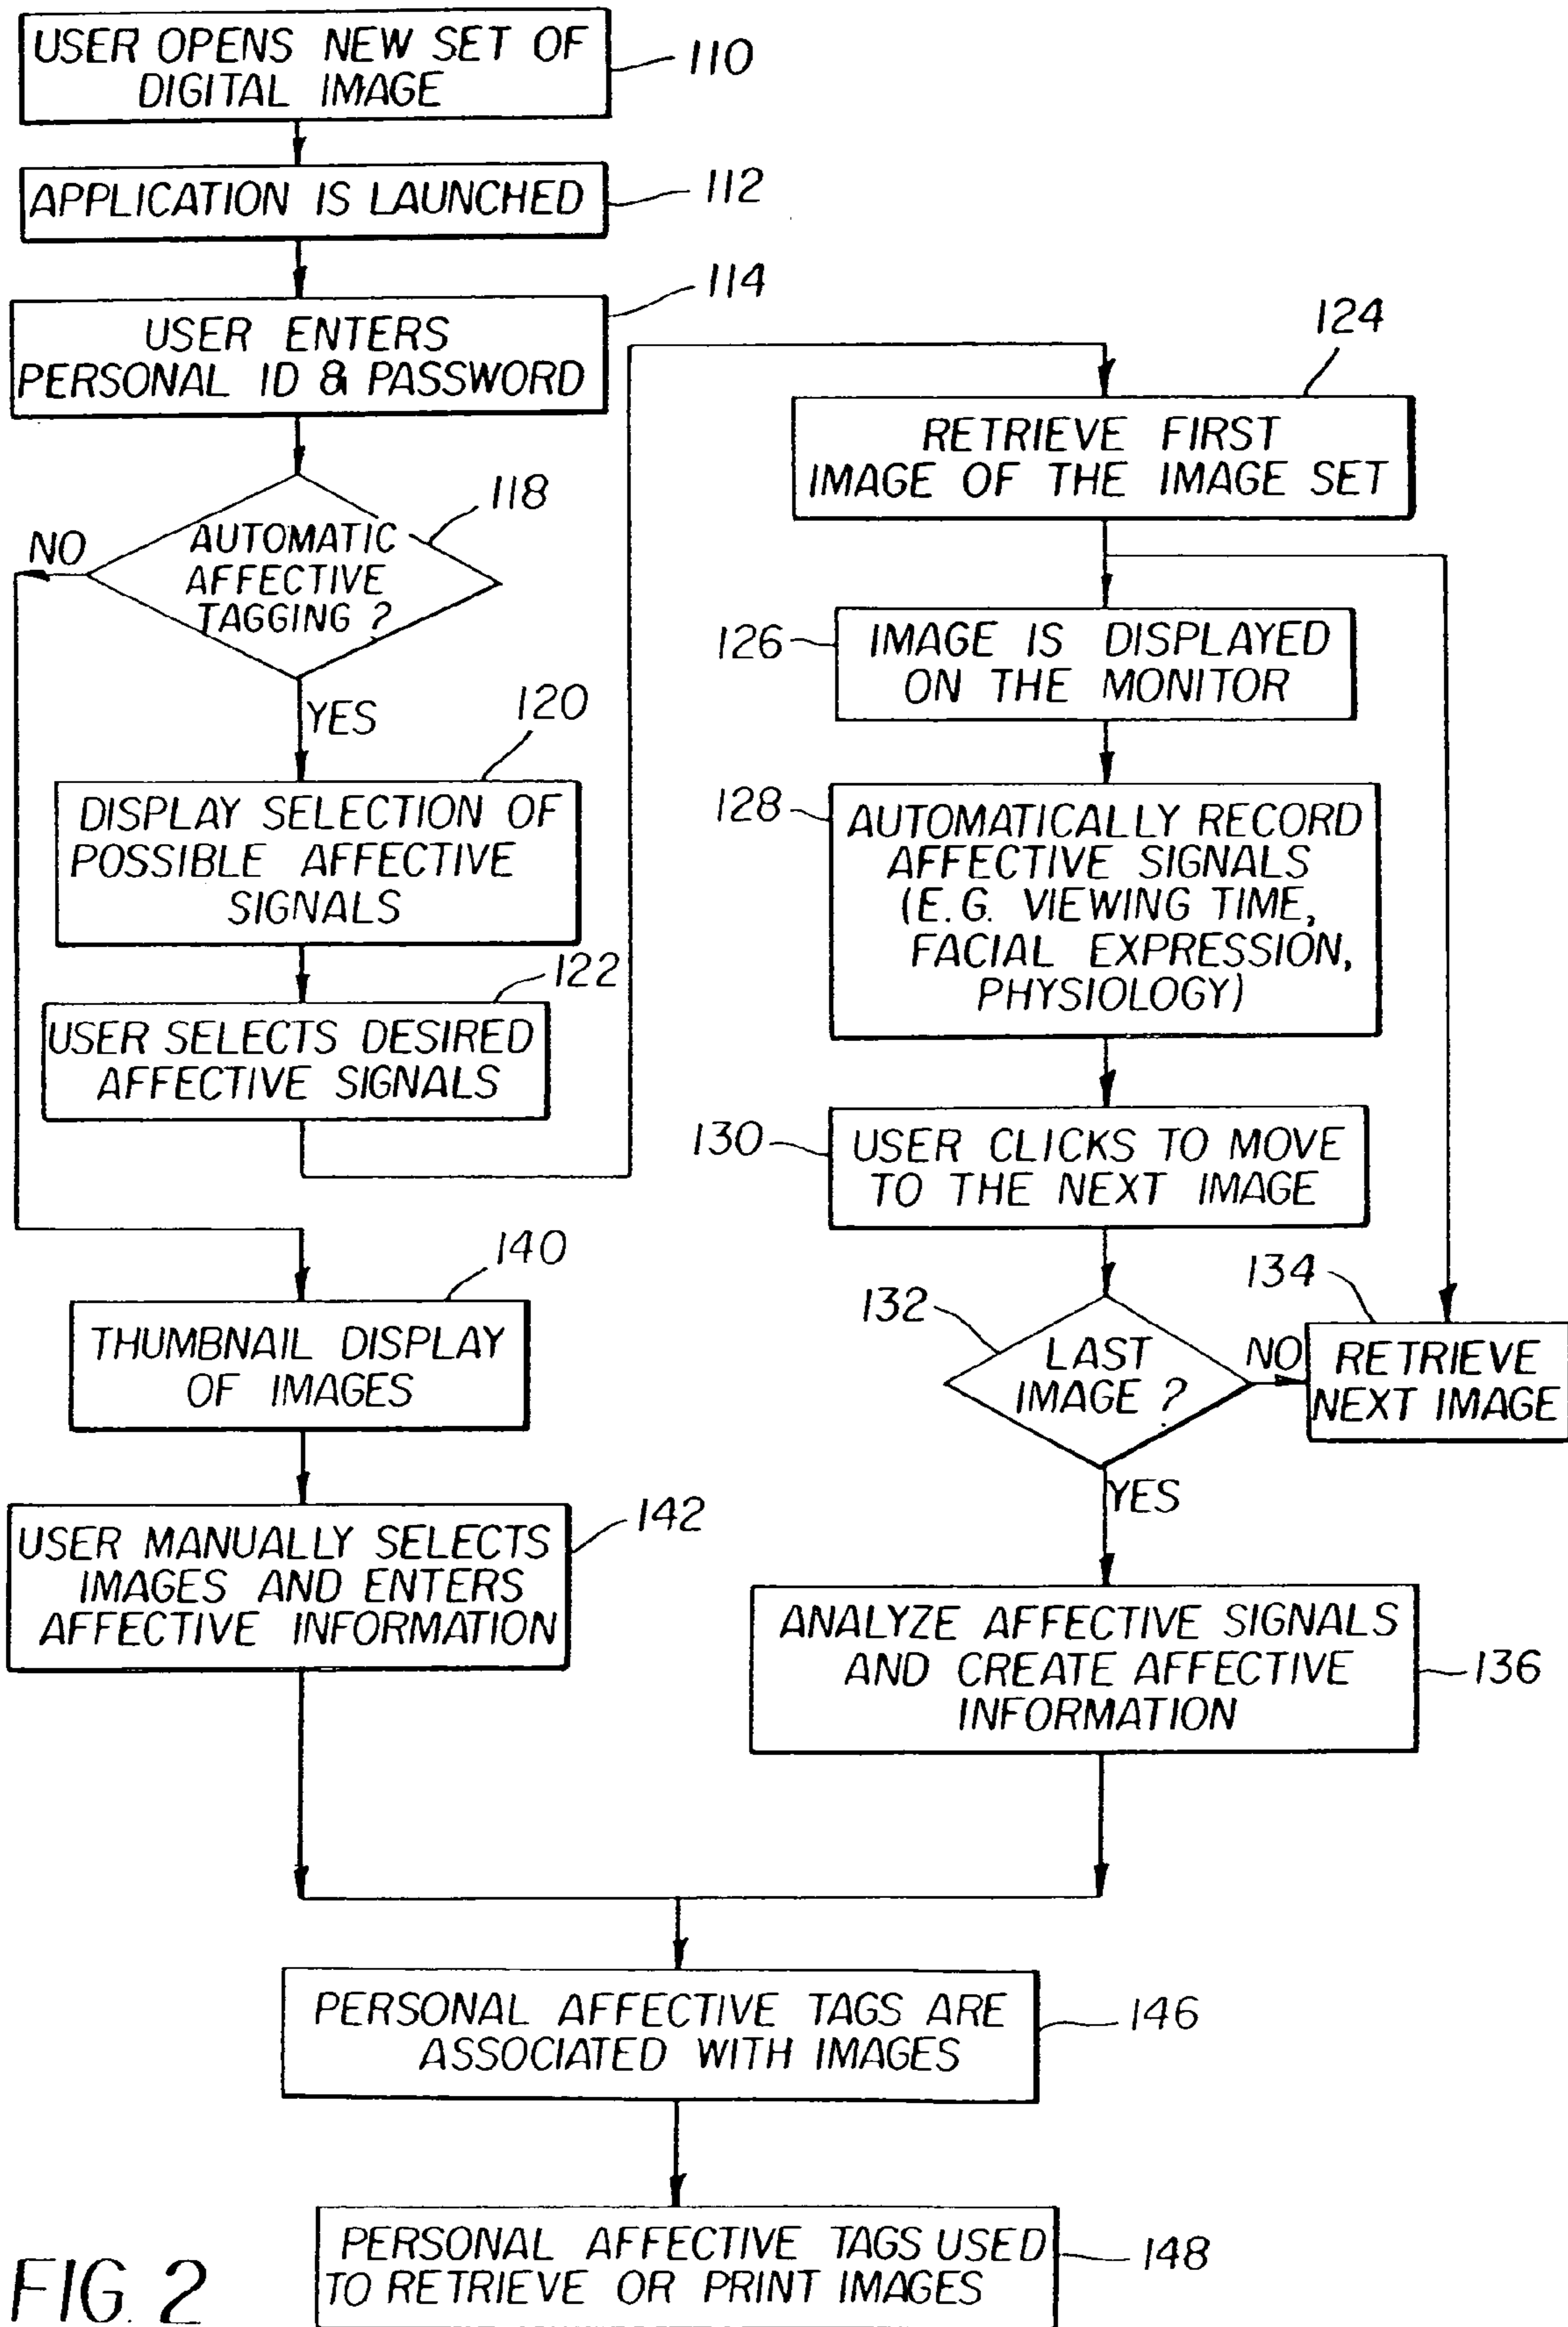 USER OPENS NEW SET OF
DIGITAL IMAGE
110
APPLICATION IS LAUNCHED
112
USER ENTERS
PERSONAL ID & PASSWORD
114
AUTOMATIC
AFFECTIVE
TAGGING ?
118
NO
YES
DISPLAY SELECTION OF
POSSIBLE AFFECTIVE
SIGNALS
120
USER SELECTS DESIRED
AFFECTIVE SIGNALS
122
RETRIEVE FIRST
IMAGE OF THE IMAGE SET
124
IMAGE IS DISPLAYED
ON THE MONITOR
126
AUTOMATICALLY RECORD
AFFECTIVE SIGNALS
(E.G. VIEWING TIME,
FACIAL EXPRESSION,
PHYSIOLOGY)
128
USER CLICKS TO MOVE
TO THE NEXT IMAGE
130
LAST
IMAGE ?
132
NO
YES
RETRIEVE
NEXT IMAGE
134
ANALYZE AFFECTIVE SIGNALS
AND CREATE AFFECTIVE
INFORMATION
136
THUMBNAIL DISPLAY
OF IMAGES
140
USER MANUALLY SELECTS
IMAGES AND ENTERS
AFFECTIVE INFORMATION
142
PERSONAL AFFECTIVE TAGS ARE
ASSOCIATED WITH IMAGES
146
PERSONAL AFFECTIVE TAGS USED
TO RETRIEVE OR PRINT IMAGES
148
FIG. 2